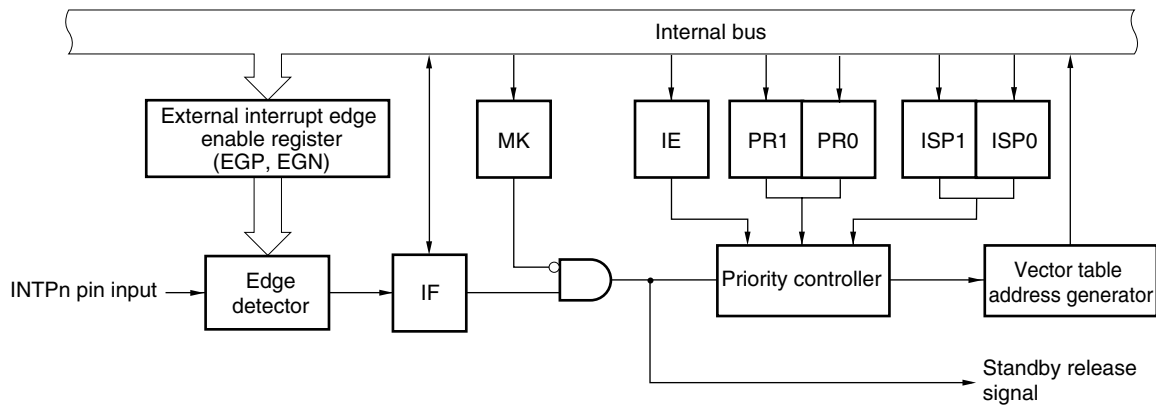 Internal bus
External interrupt edge
enable register
(EGP, EGN)
MK
IE
PR1
PR0
ISP1
ISP0
INTPn pin input
Edge
detector
IF
Priority controller
Vector table
address generator
Standby release
signal